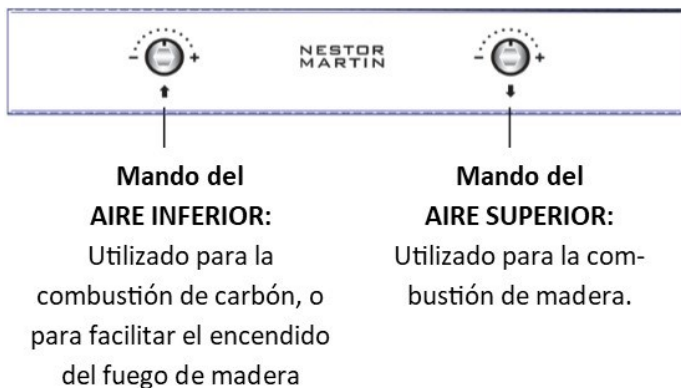 - +
NESTOR
MARTIN
- +
Mando del
AIRE INFERIOR:
Utilizado para la
combustión de carbón, o
para facilitar el encendido
del fuego de madera
Mando del
AIRE SUPERIOR:
Utilizado para la com-
bustión de madera.